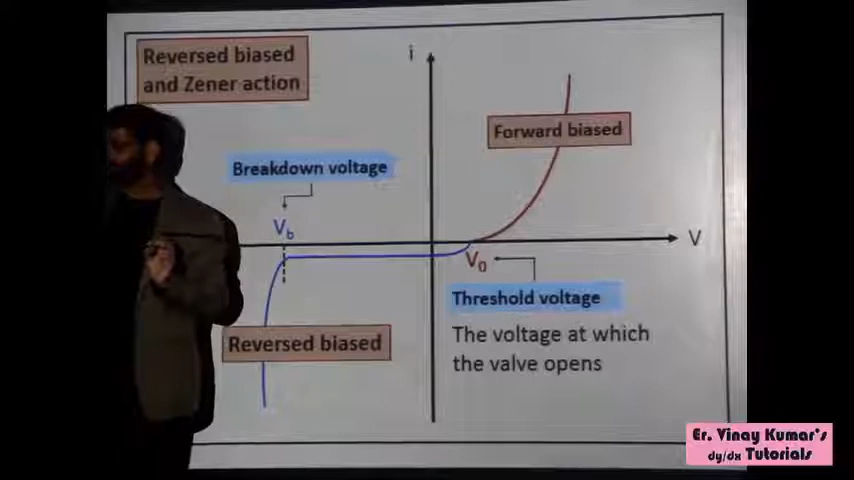 Reversed biased
and Zener action
i
Forward biased
Breakdown voltage
Vb
V
V0
Threshold voltage
The voltage at which
the valve opens
Reversed biased
Er. Vinay Kumar's
dy/dx Tutorials